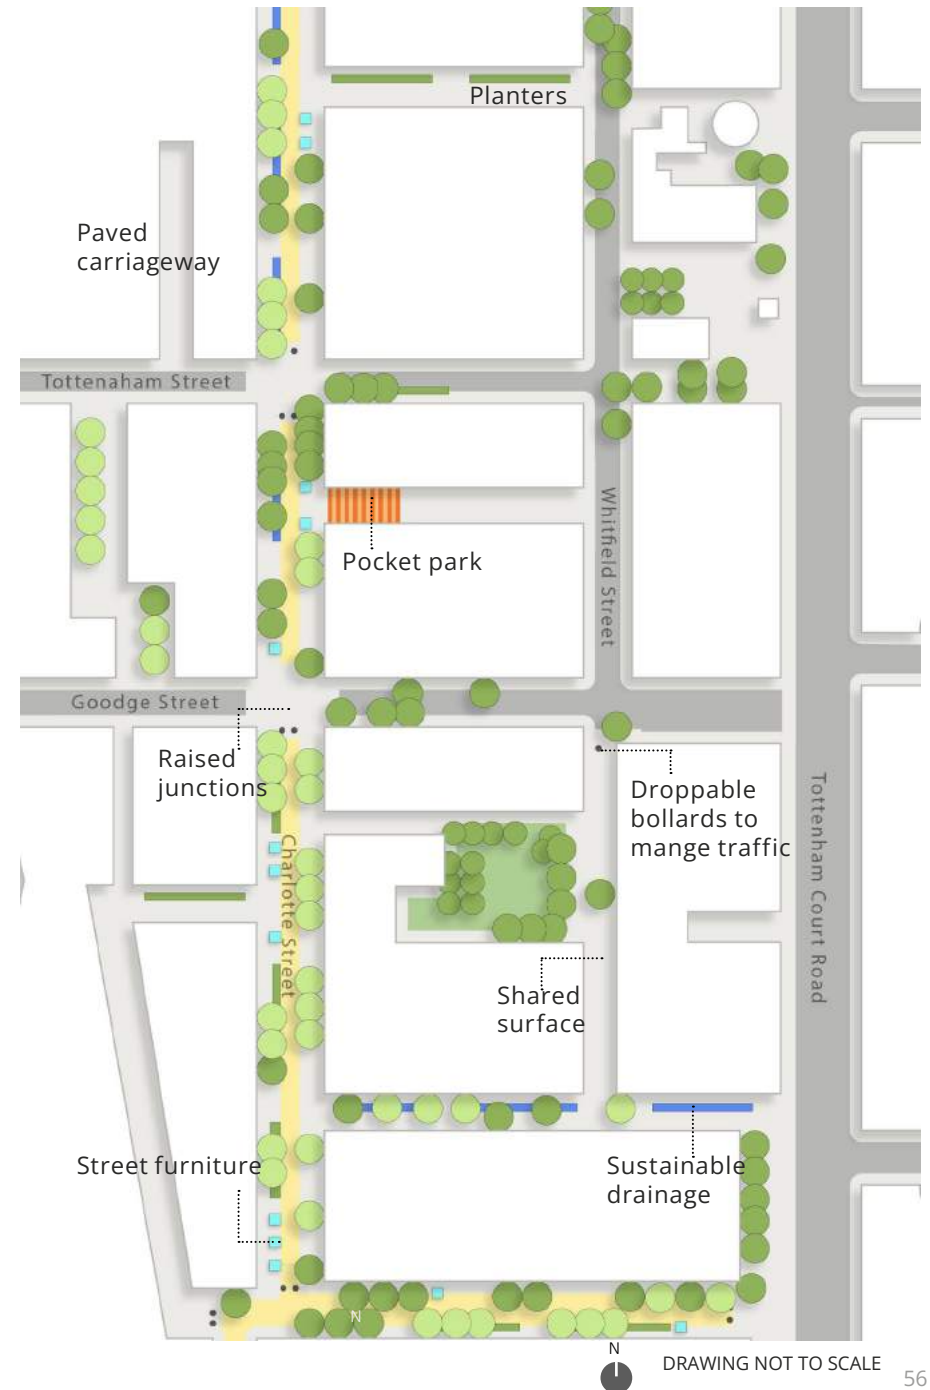 Planters
Paved
carriageway
Tottenaham Street
Whitfield Street
Pocket park
Goodge Street
Raised
junctions
Droppable
bollards to
mange traffic
Tottenham Court Road
Charlotte Street
Shared
surface
Street furniture
Sustainable
drainage
N
N
DRAWING NOT TO SCALE
56